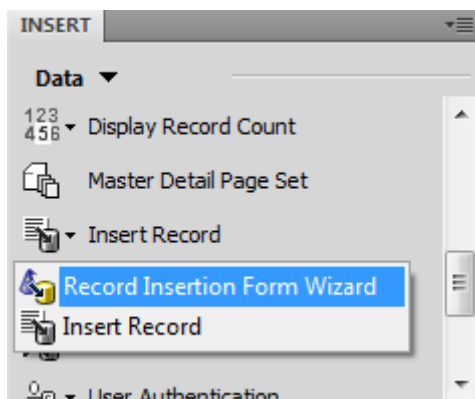 INSERT
Data
123
456
Display Record Count
Master Detail Page Set
Insert Record
Record Insertion Form Wizard
Insert Record
User Authentication